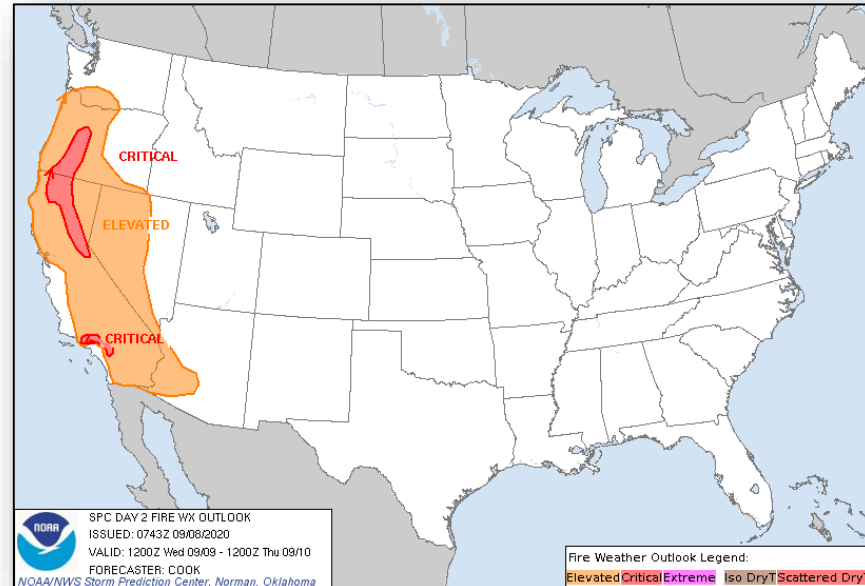 CRITICAL
ELEVATED
CRITICAL
NOAA
SPC DAY 2 FIRE WX OUTLOOK
ISSUED: 0743Z 09/08/2020
VALID: 1200Z Wed 09/09 - 1200Z Thu 09/10
FORECASTER: COOK
NOAA/NWS Storm Prediction Center, Norman, Oklahoma
Fire Weather Outlook Legend:
Elevated Critical Extreme Iso DryT Scattered DryT